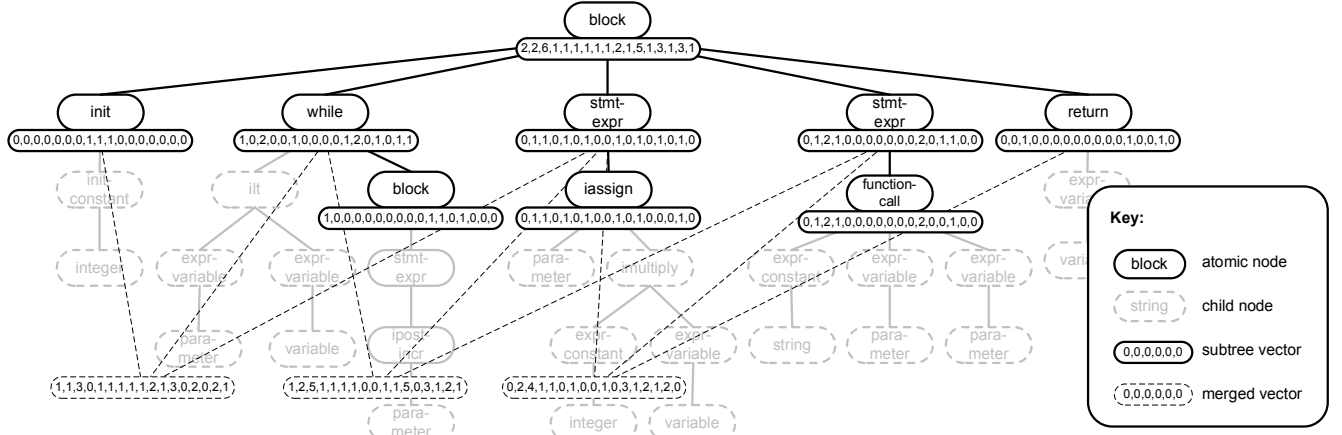 block
2,2,6,1,1,1,1,1,1,2,1,5,1,3,1,3,1
init
while
stmt-
expr
stmt-
expr
return
0,0,0,0,0,0,0,1,1,1,0,0,0,0,0,0,0
1,0,2,0,0,1,0,0,0,0,1,2,0,1,0,1,1
0,1,1,1,0,1,0,1,0,0,1,0,1,0,1,0,1,0
0,1,2,1,0,0,0,0,0,0,0,2,0,1,1,0,0
0,0,1,0,0,0,0,0,0,0,0,0,1,0,0,1,0
init-
constant
ilt
block
iassign
function-
call
expr-
variable
1,0,0,0,0,0,0,0,0,0,1,1,0,1,0,0,0
0,1,1,1,0,1,0,1,0,0,1,0,1,0,0,0,1,0
0,1,2,1,0,0,0,0,0,0,0,2,0,0,1,0,0
integer
expr-
variable
expr-
variable
stmt-
expr
para-
meter
imultiply
expr-
constant
expr-
variable
expr-
variable
para-
meter
variable
ipost-
incr
expr-
constant
expr-
variable
string
para-
meter
para-
meter
1,1,3,0,1,1,1,1,1,1,2,1,3,0,2,0,2,1
1,2,5,1,1,1,1,1,0,0,1,1,5,0,3,1,2,1
0,2,4,1,1,0,1,0,0,1,0,3,1,2,1,2,0
para-
meter
integer
variable
Key:
block atomic node
string child node
0,0,0,0,0,0 subtree vector
0,0,0,0,0,0 merged vector